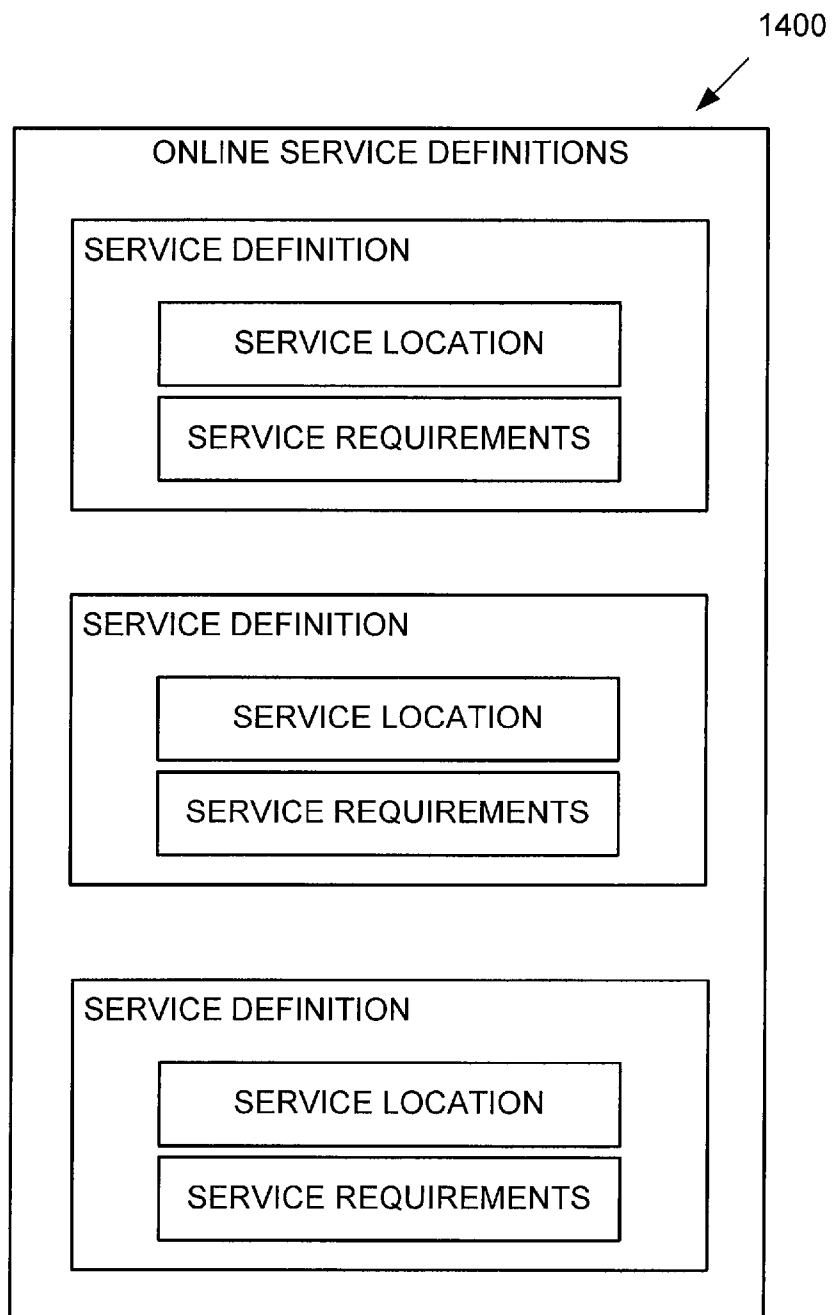 1400
ONLINE SERVICE DEFINITIONS
SERVICE DEFINITION
SERVICE LOCATION
SERVICE REQUIREMENTS
SERVICE DEFINITION
SERVICE LOCATION
SERVICE REQUIREMENTS
SERVICE DEFINITION
SERVICE LOCATION
SERVICE REQUIREMENTS